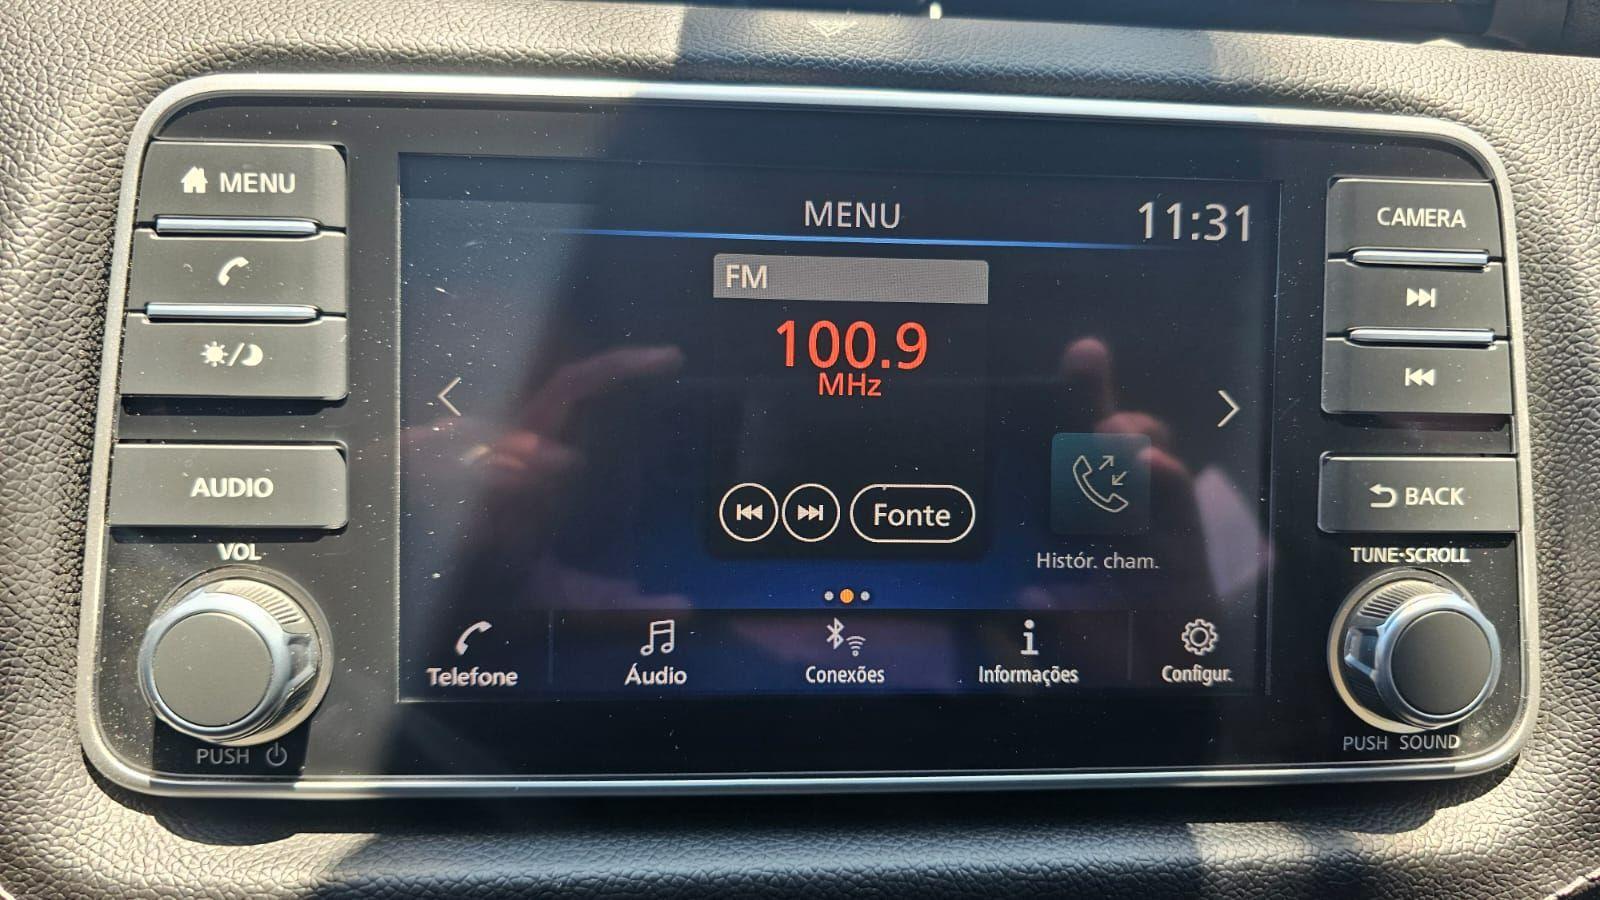 MENU
AUDIO
VOL
PUSH
MENU
11:31
FM
100.9
MHz
Fonte
Histór. cham.
Telefone
Áudio
Conexões
Informações
Configur.
CAMERA
BACK
TUNE·SCROLL
PUSH SOUND